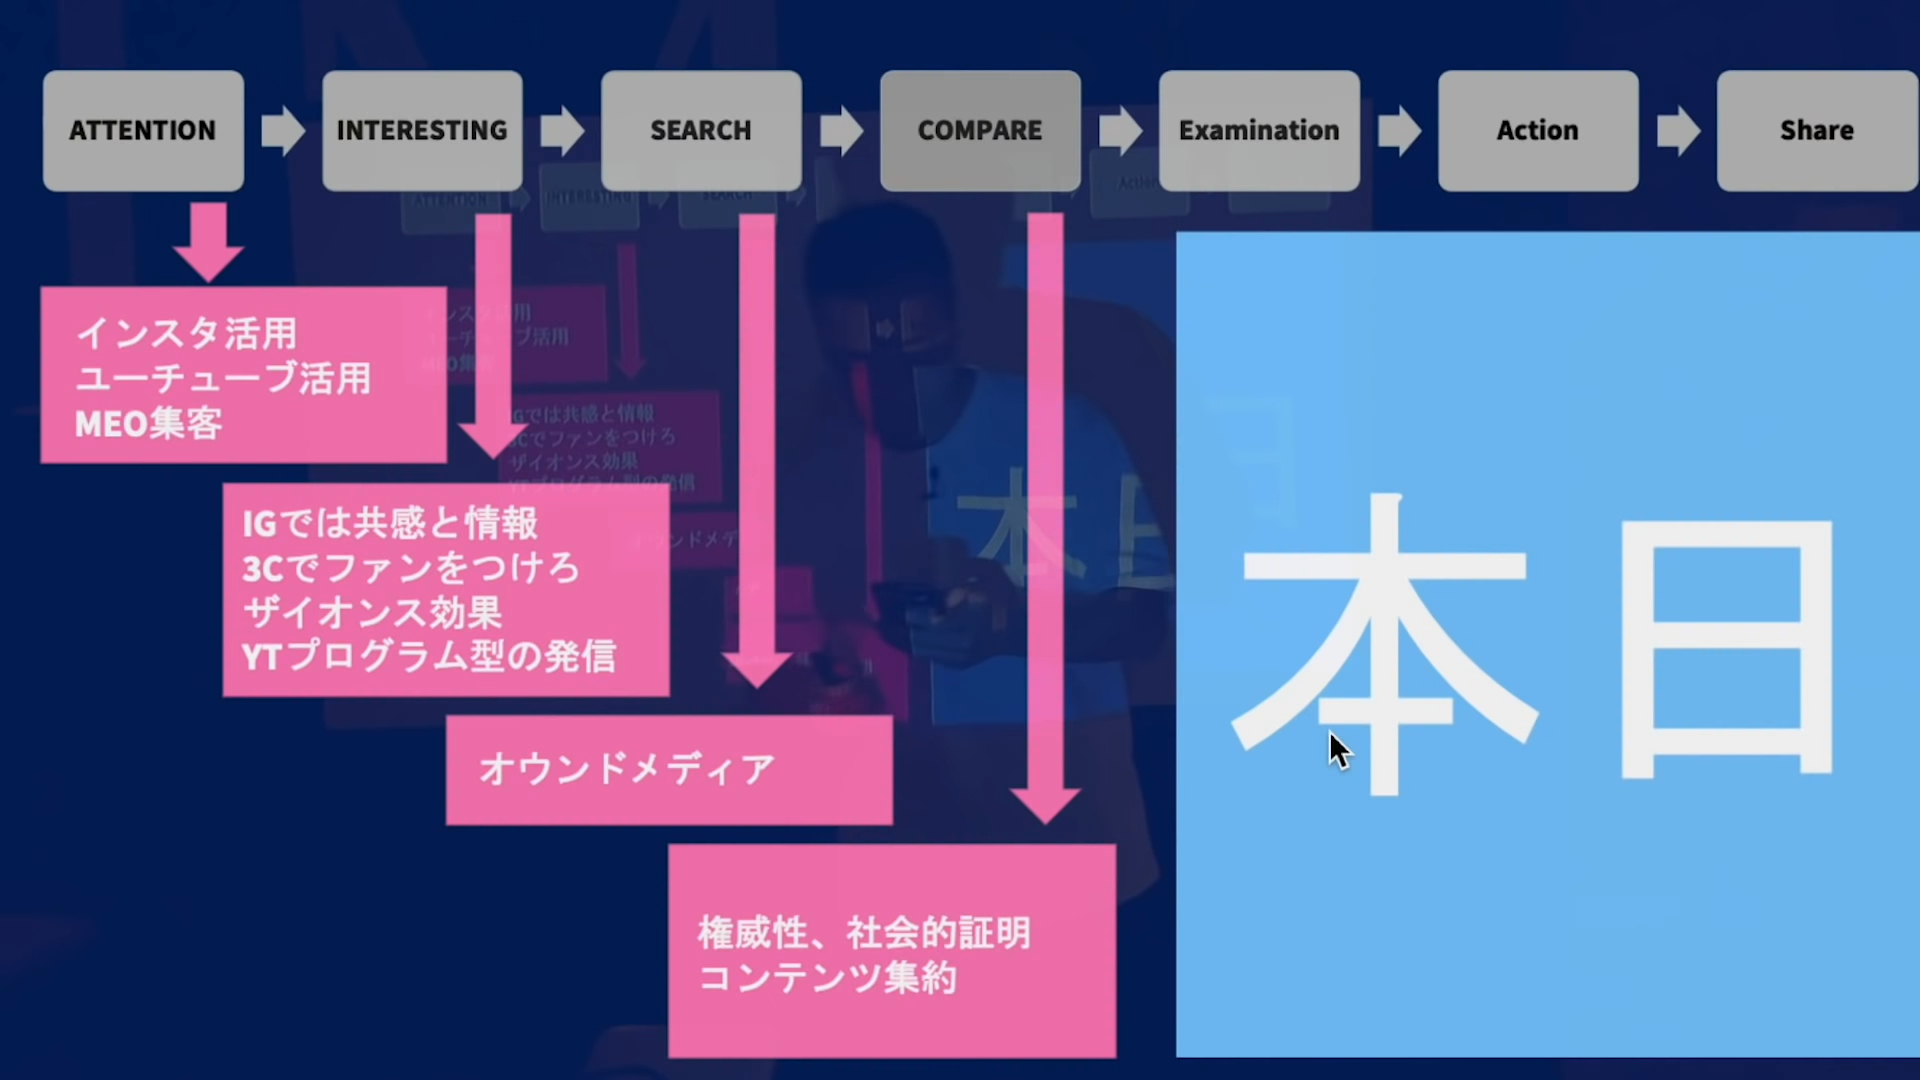 ATTENTION
INTERESTING
SEARCH
COMPARE
Examination
Action
Share
インスタ活用
ユーチューブ活用
MEO集客
IGでは共感と情報
3Cでファンをつけろ
ザイオンス効果
YTプログラム型の発信
オウンドメディア
権威性、社会的証明
コンテンツ集約
本日